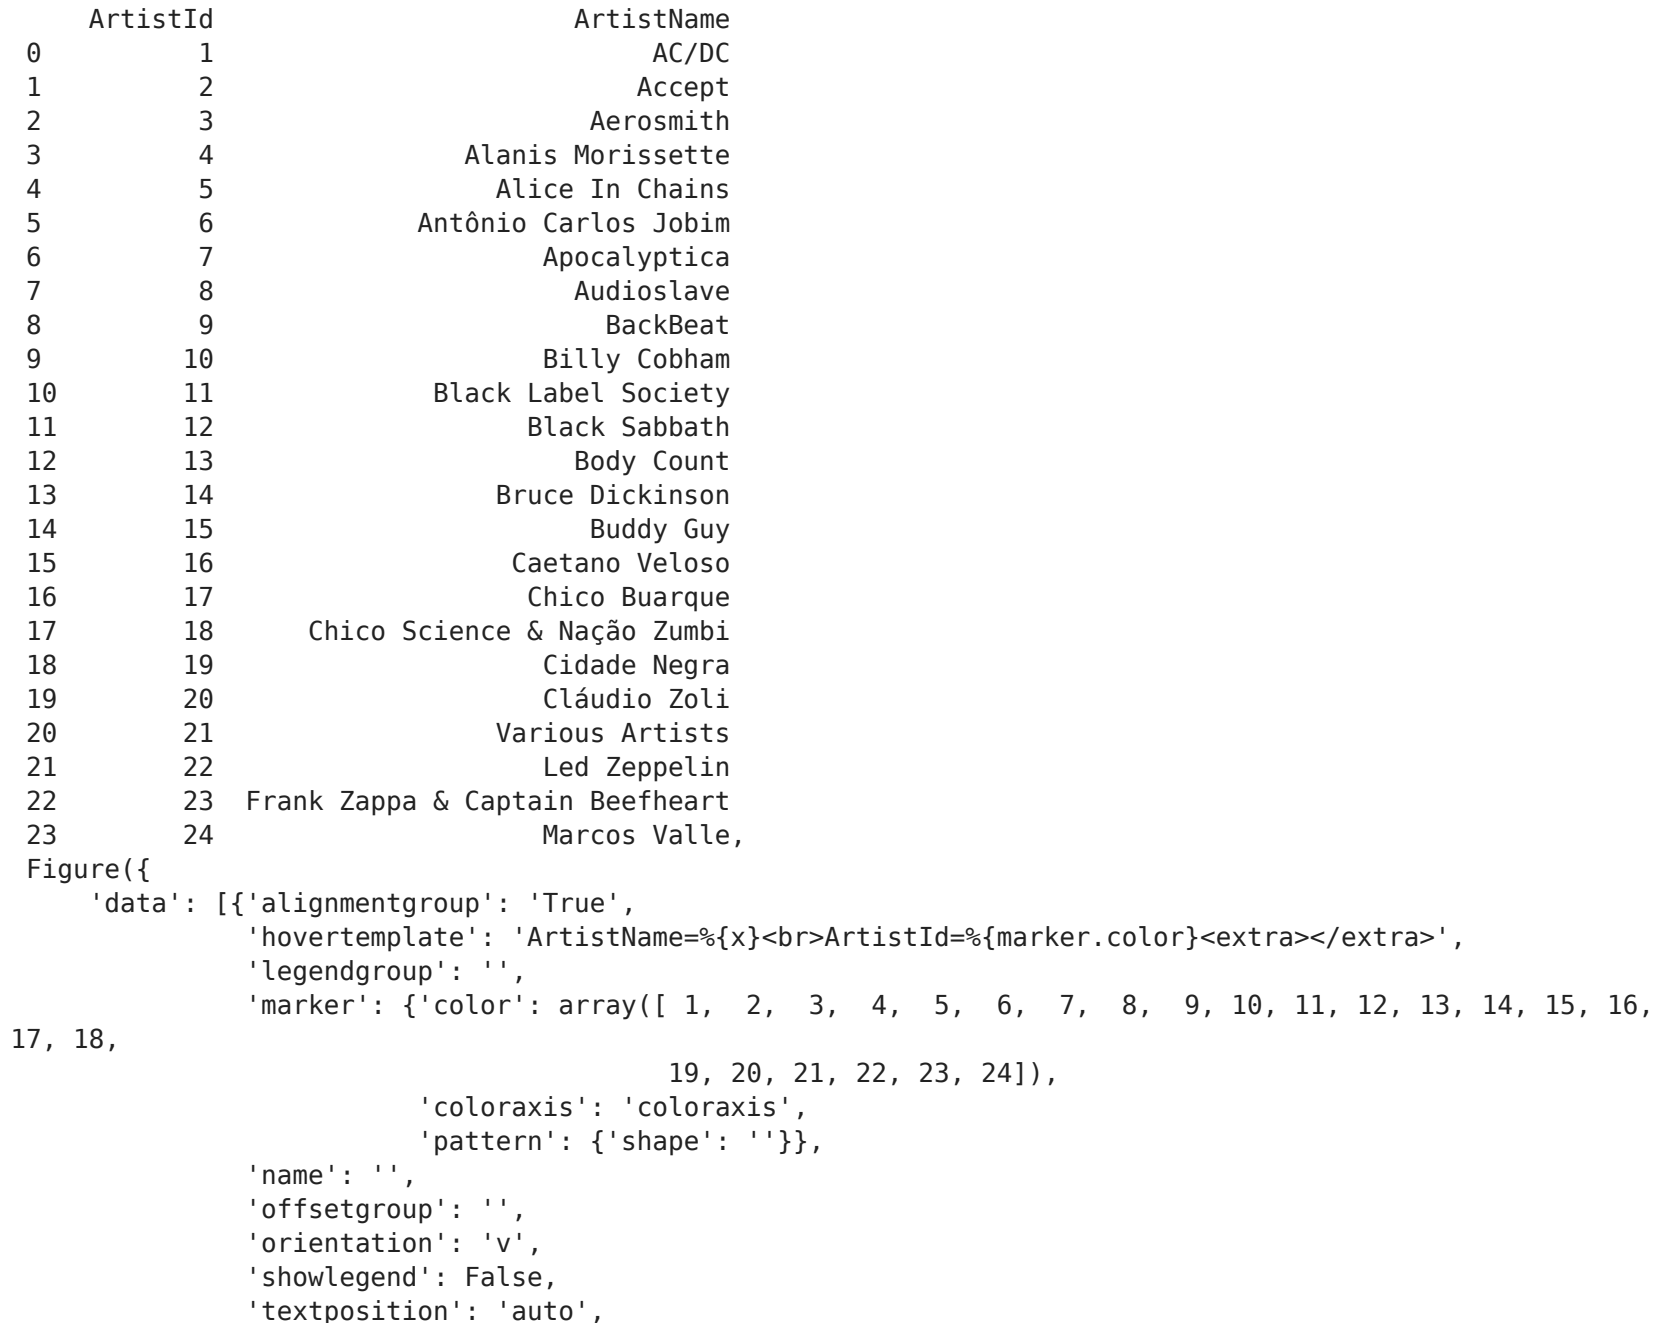 ArtistId                       ArtistName
0          1                            AC/DC
1          2                           Accept
2          3                        Aerosmith
3          4                Alanis Morissette
4          5                  Alice In Chains
5          6             Antônio Carlos Jobim
6          7                     Apocalyptica
7          8                       Audioslave
8          9                         BackBeat
9         10                     Billy Cobham
10        11              Black Label Society
11        12                    Black Sabbath
12        13                       Body Count
13        14                  Bruce Dickinson
14        15                        Buddy Guy
15        16                   Caetano Veloso
16        17                    Chico Buarque
17        18      Chico Science & Nação Zumbi
18        19                     Cidade Negra
19        20                     Cláudio Zoli
20        21                  Various Artists
21        22                     Led Zeppelin
22        23  Frank Zappa & Captain Beefheart
23        24                     Marcos Valle,
Figure({
    'data': [{'alignmentgroup': 'True',
              'hovertemplate': 'ArtistName=%{x}<br>ArtistId=%{marker.color}<extra></extra>',
              'legendgroup': '',
              'marker': {'color': array([ 1,  2,  3,  4,  5,  6,  7,  8,  9, 10, 11, 12, 13, 14, 15, 16,
17, 18,
                                         19, 20, 21, 22, 23, 24]),
                         'coloraxis': 'coloraxis',
                         'pattern': {'shape': ''}},
              'name': '',
              'offsetgroup': '',
              'orientation': 'v',
              'showlegend': False,
              'textposition': 'auto',